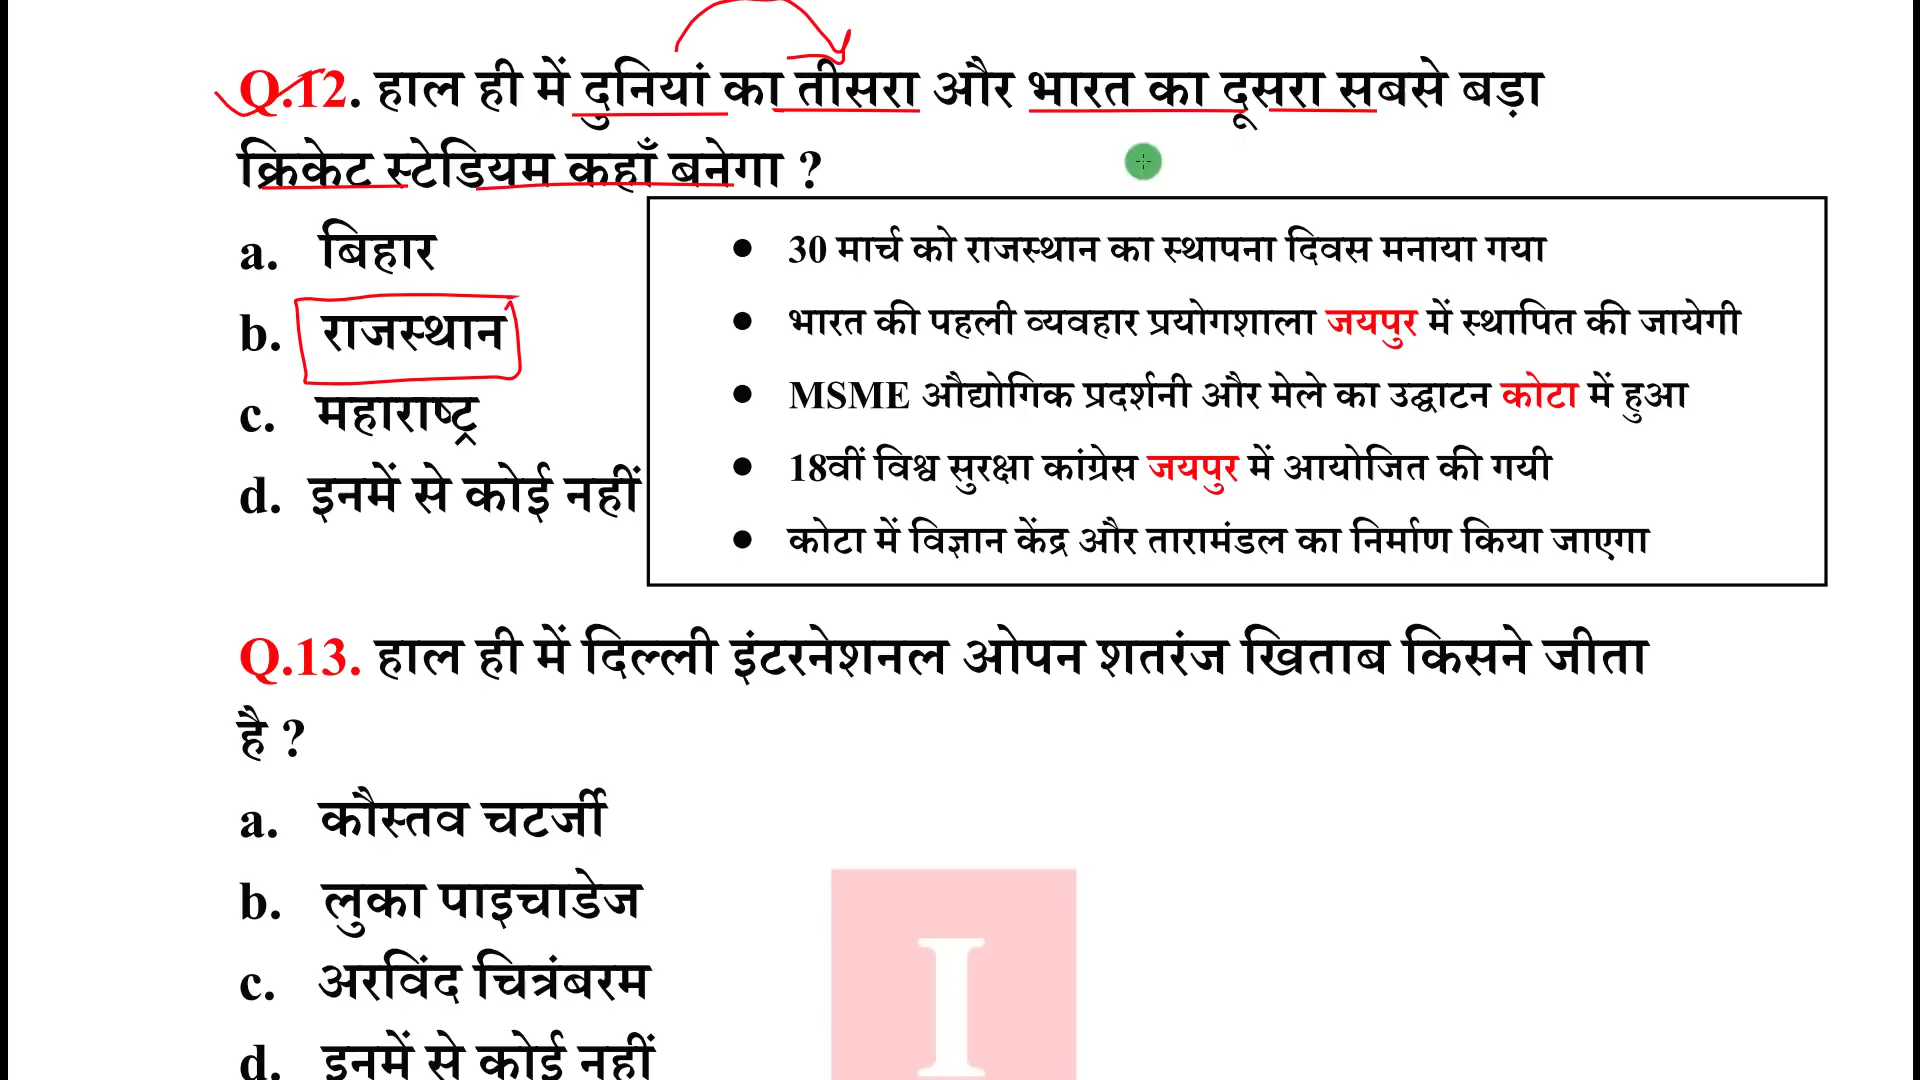 Q.12. हाल ही में दुनियां का तीसरा और भारत का दूसरा सबसे बड़ा
क्रिकेट स्टेडियम कहाँ बनेगा ?
a. बिहार
b. राजस्थान
c. महाराष्ट्र
d. इनमें से कोई नहीं
• 30 मार्च को राजस्थान का स्थापना दिवस मनाया गया
• भारत की पहली व्यवहार प्रयोगशाला जयपुर में स्थापित की जायेगी
• MSME औद्योगिक प्रदर्शनी और मेले का उद्घाटन कोटा में हुआ
• 18वीं विश्व सुरक्षा कांग्रेस जयपुर में आयोजित की गयी
• कोटा में विज्ञान केंद्र और तारामंडल का निर्माण किया जाएगा
Q.13. हाल ही में दिल्ली इंटरनेशनल ओपन शतरंज खिताब किसने जीता
है ?
a. कौस्तव चटर्जी
b. लुका पाइचाडेज
c. अरविंद चित्रंबरम
d. इनमें से कोई नहीं
I